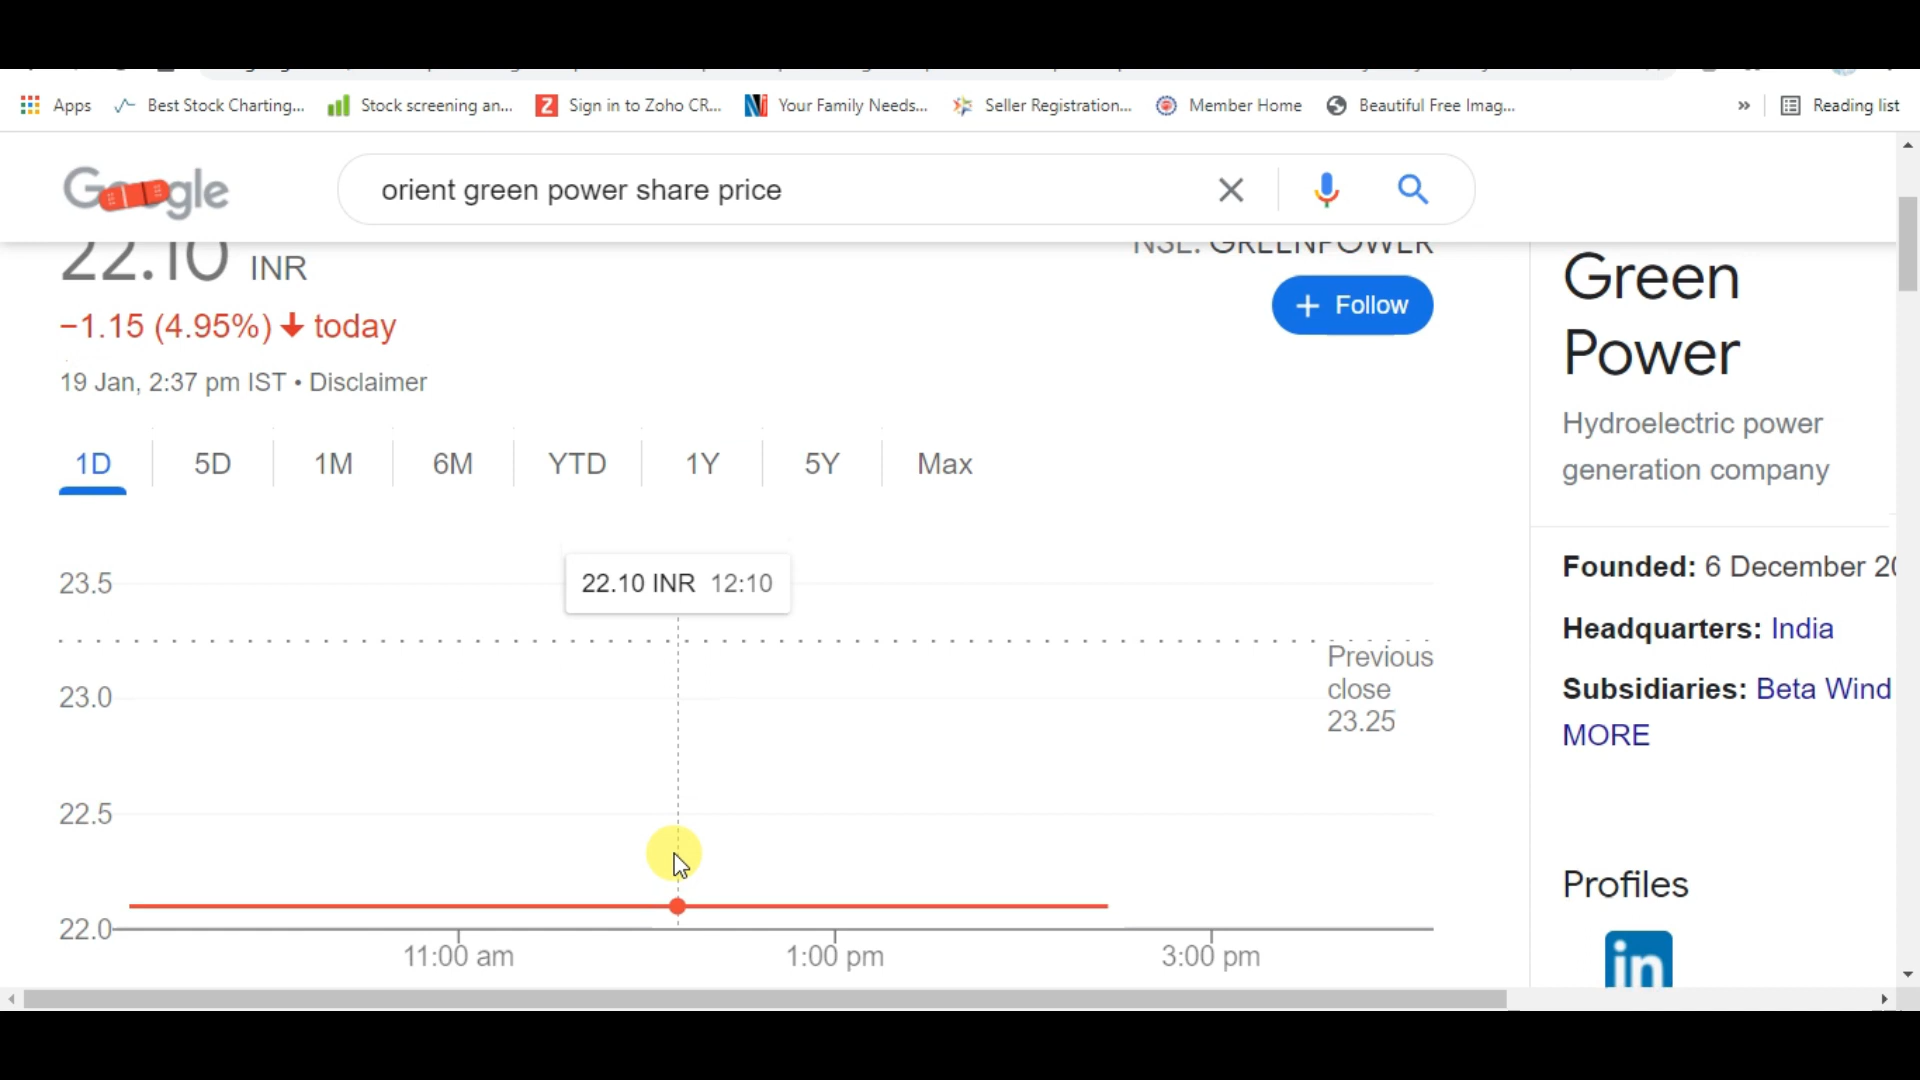 Apps Best Stock Charting... Stock screening an... Sign in to Zoho CR... Your Family Needs... Seller Registration... Member Home Beautiful Free Imag... » Reading list
Google orient green power share price
22.10 INR
NSE: GREENPOWER
−1.15 (4.95%) today
+ Follow
19 Jan, 2:37 pm IST • Disclaimer
1D 5D 1M 6M YTD 1Y 5Y Max
22.10 INR 12:10
23.5
23.0
22.5
22.0
Previous
close
23.25
11:00 am 1:00 pm 3:00 pm
Green
Power
Hydroelectric power
generation company
Founded: 6 December 20
Headquarters: India
Subsidiaries: Beta Wind
MORE
Profiles
in